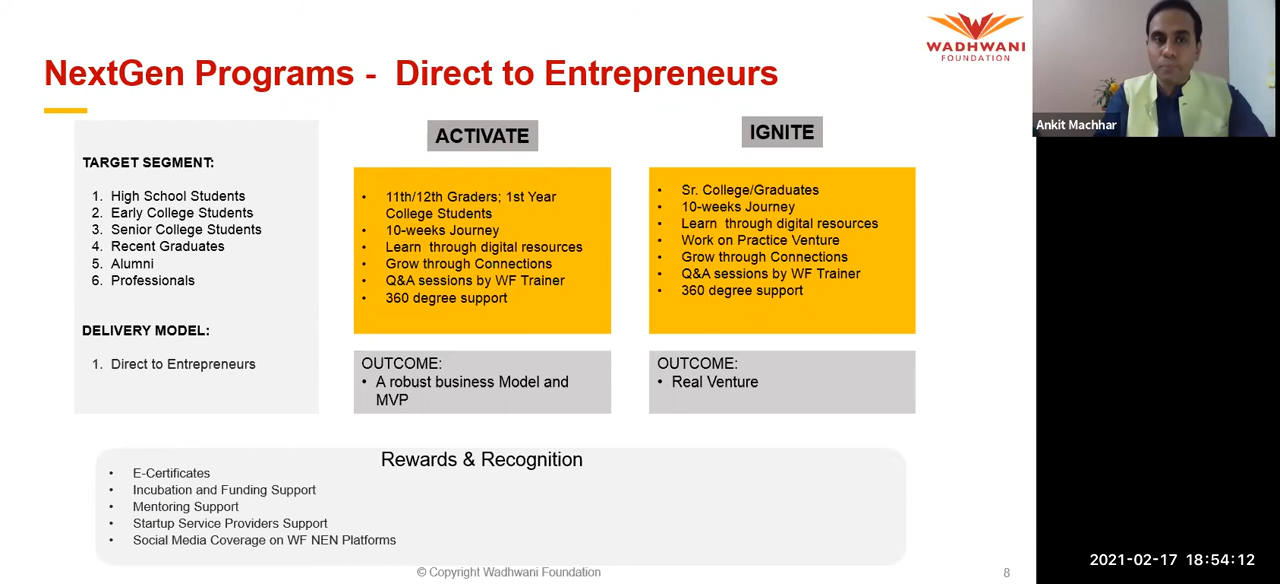 WADHWANI
FOUNDATION
NextGen Programs - Direct to Entrepreneurs
Ankit Machhar
TARGET SEGMENT:
1. High School Students
2. Early College Students
3. Senior College Students
4. Recent Graduates
5. Alumni
6. Professionals
DELIVERY MODEL:
1. Direct to Entrepreneurs
ACTIVATE
• 11th/12th Graders; 1st Year
College Students
• 10-weeks Journey
• Learn through digital resources
• Grow through Connections
• Q&A sessions by WF Trainer
• 360 degree support
OUTCOME:
• A robust business Model and
MVP
IGNITE
• Sr. College/Graduates
• 10-weeks Journey
• Learn through digital resources
• Work on Practice Venture
• Grow through Connections
• Q&A sessions by WF Trainer
• 360 degree support
OUTCOME:
• Real Venture
Rewards & Recognition
• E-Certificates
• Incubation and Funding Support
• Mentoring Support
• Startup Service Providers Support
• Social Media Coverage on WF NEN Platforms
© Copyright Wadhwani Foundation
8
2021-02-17 18:54:12